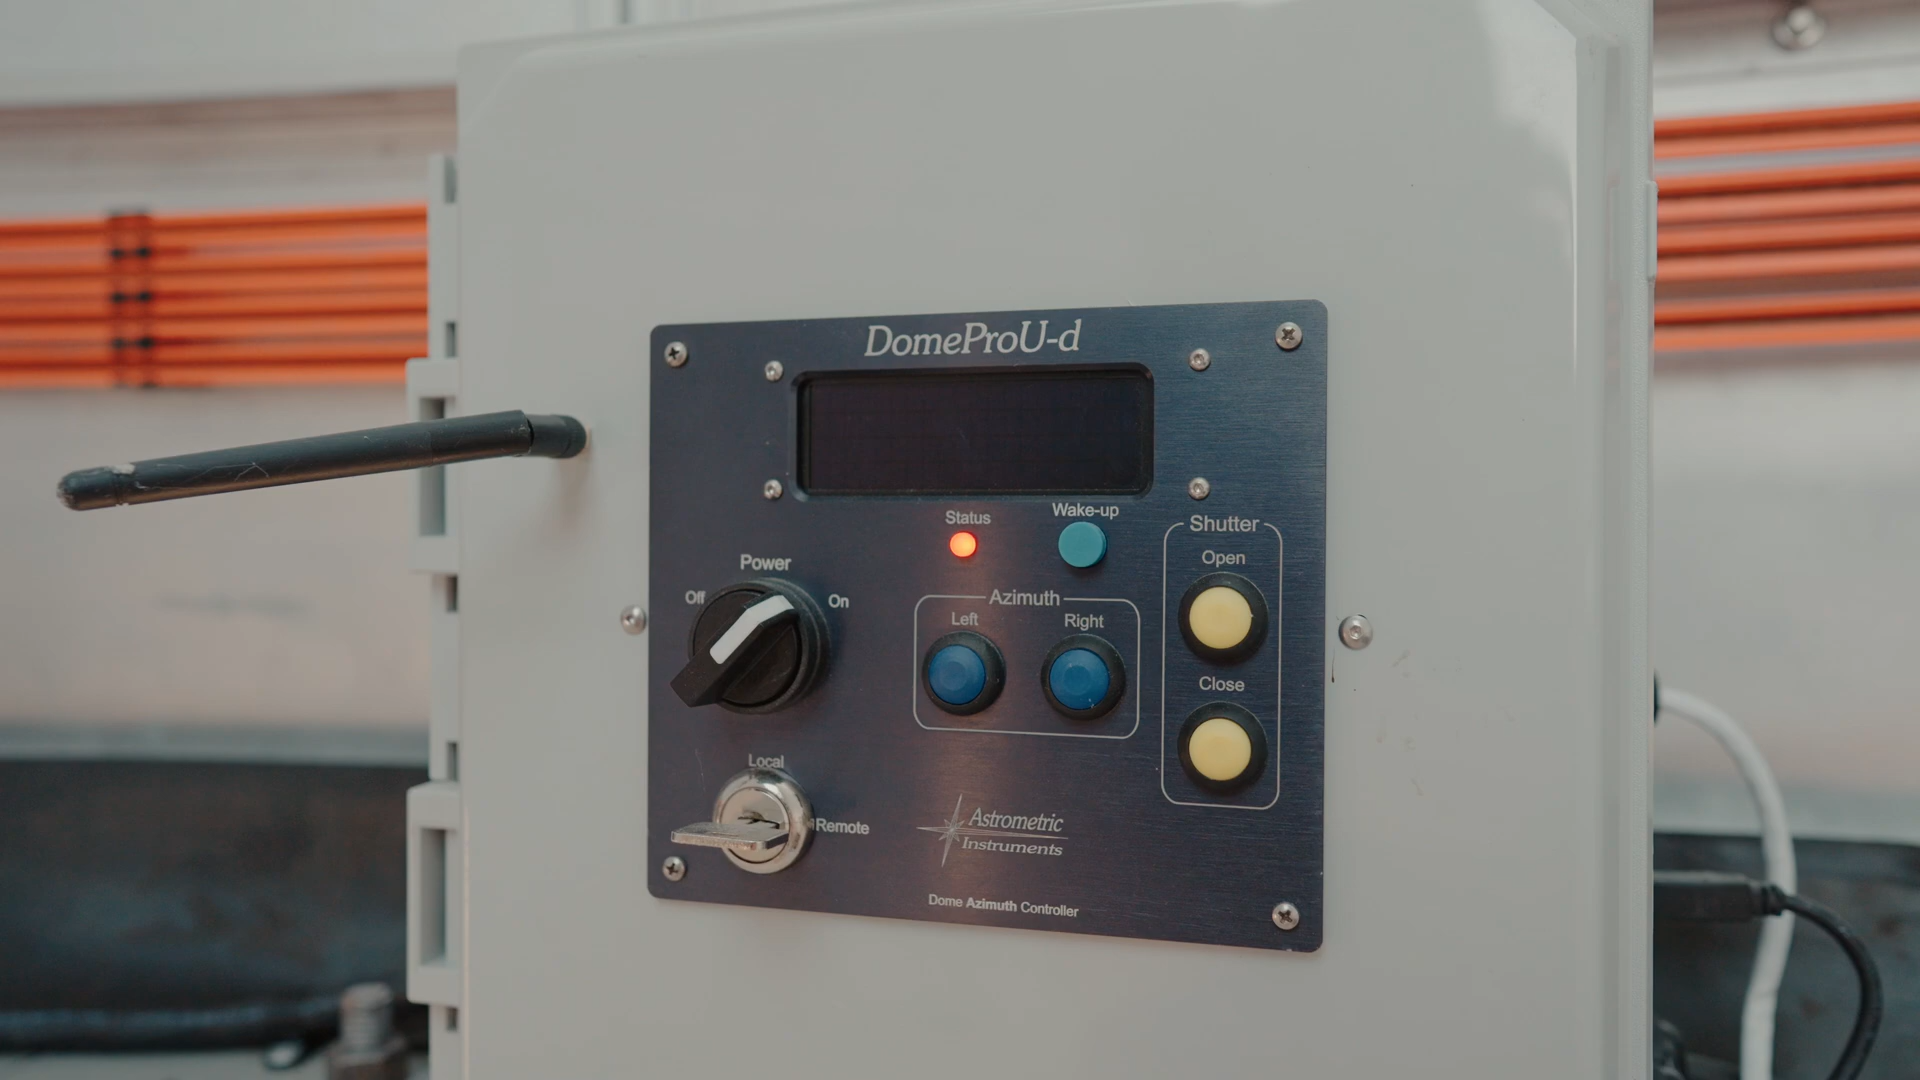 DomeProU-d
Status
Wake-up
Shutter
Open
Power
Off
On
Azimuth
Left
Right
Close
Local
Remote
Astrometric
Instruments
Dome Azimuth Controller